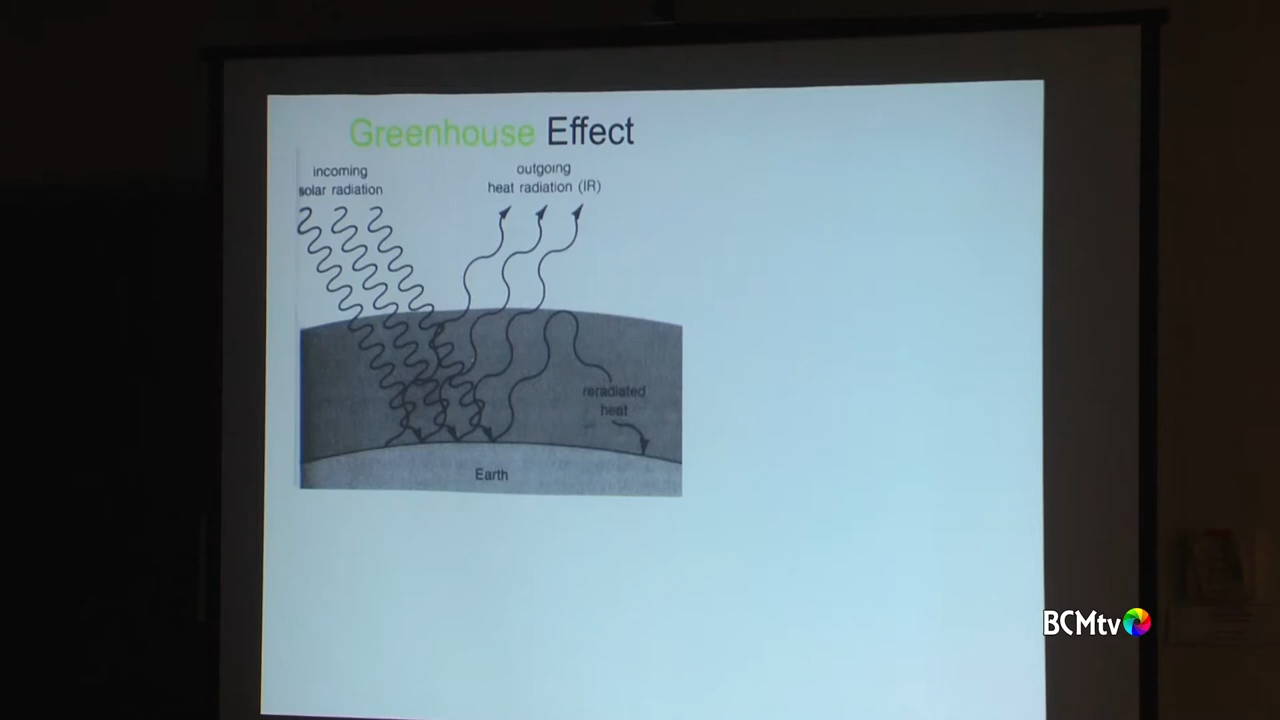 Greenhouse Effect
incoming
solar radiation
outgoing
heat radiation (IR)
reradiated
heat
Earth
BCMtv